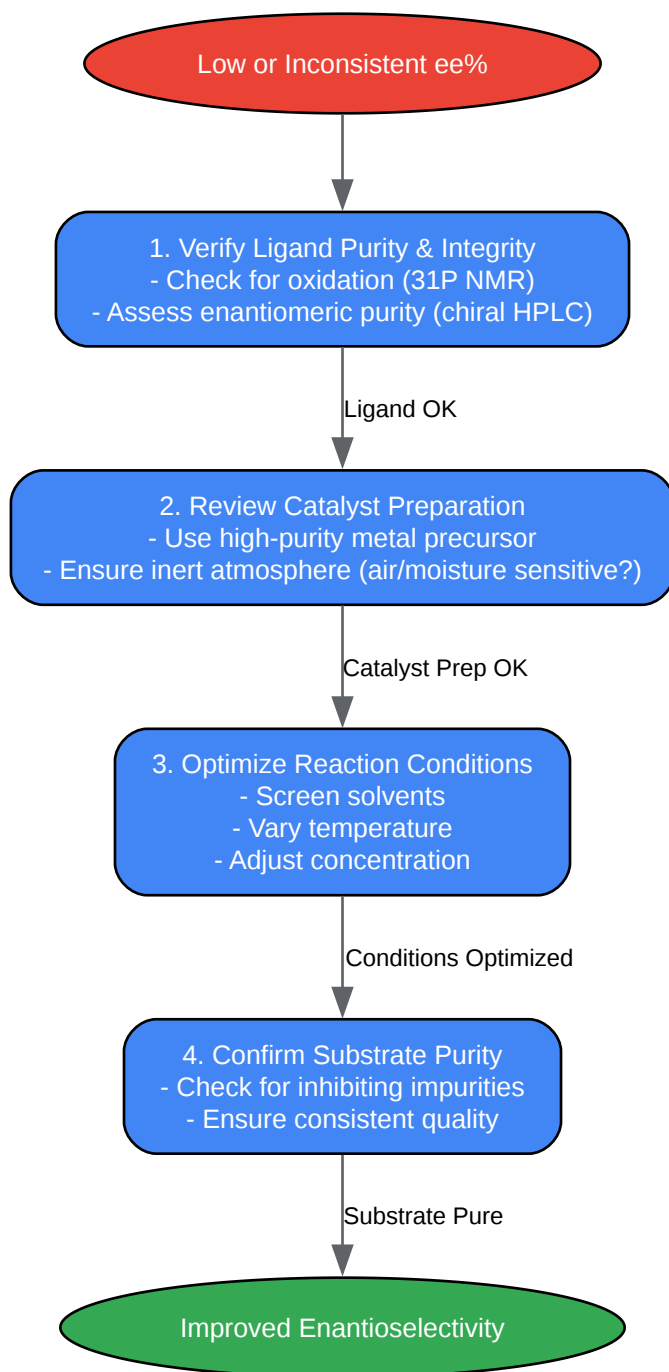 Low or Inconsistent ee%
1. Verify Ligand Purity & Integrity
- Check for oxidation (31P NMR)
- Assess enantiomeric purity (chiral HPLC)
Ligand OK
2. Review Catalyst Preparation
- Use high-purity metal precursor
- Ensure inert atmosphere (air/moisture sensitive?)
Catalyst Prep OK
3. Optimize Reaction Conditions
- Screen solvents
- Vary temperature
- Adjust concentration
Conditions Optimized
4. Confirm Substrate Purity
- Check for inhibiting impurities
- Ensure consistent quality
Substrate Pure
Improved Enantioselectivity